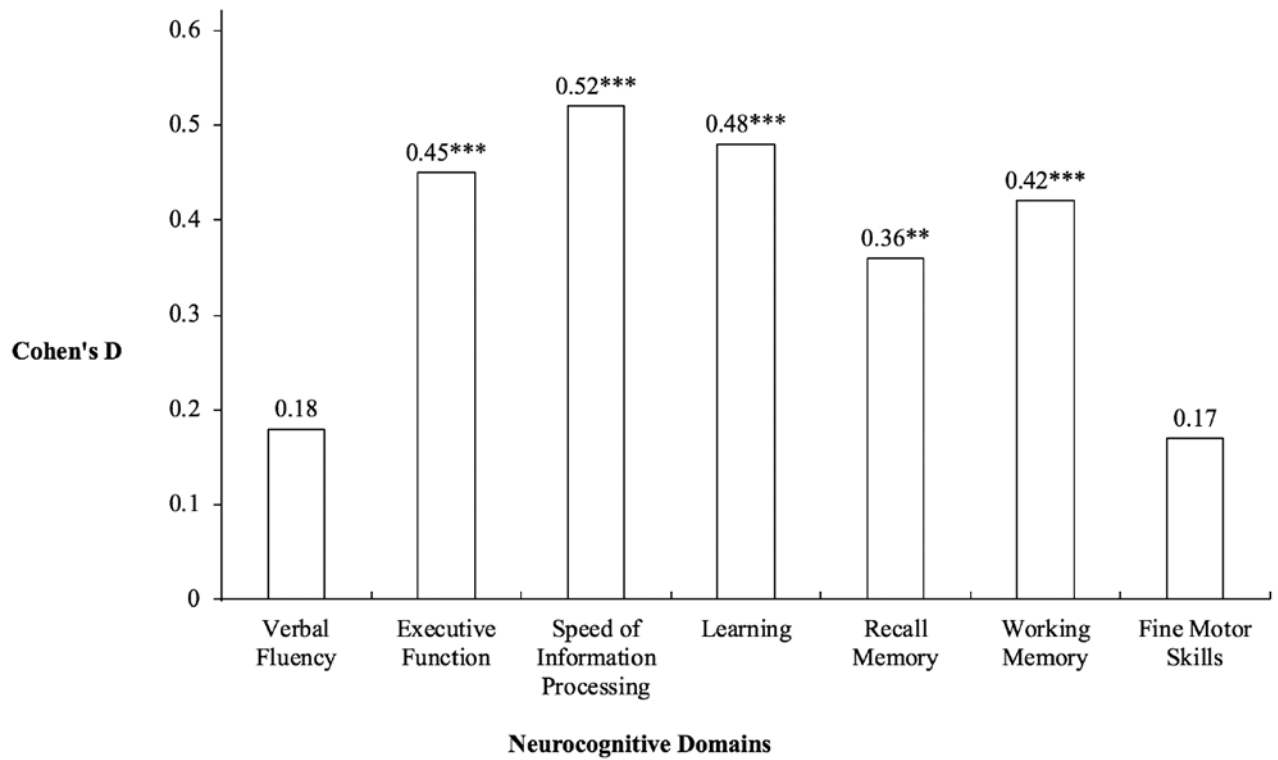 0.6
0.5
0.4
0.3
0.2
0.1
0
Cohen's D
0.18
0.45***
0.52***
0.48***
0.36**
0.42***
0.17
Verbal
Fluency
Executive
Function
Speed of
Information
Processing
Learning
Recall
Memory
Working
Memory
Fine Motor
Skills
Neurocognitive Domains